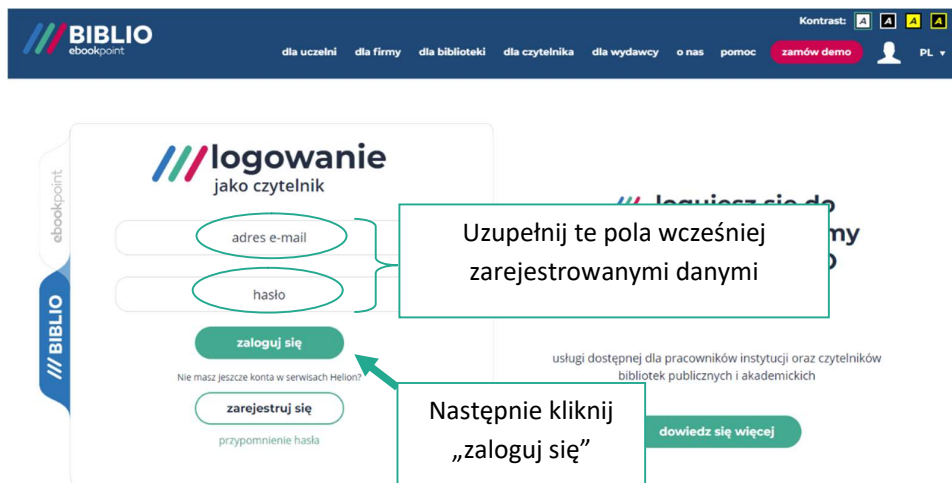 Kontrast: A A A A
BIBLIO
ebookpoint
dla uczelni dla firmy dla biblioteki dla czytelnika dla wydawcy o nas pomoc zamów demo PL
logowanie
jako czytelnik
ebookpoint
/// BIBLIO
adres e-mail
hasło
zaloguj się
Nie masz jeszcze konta w serwisach Helion?
zarejestruj się
przypomnienie hasła
Uzupełnij te pola wcześniej
zarejestrowanymi danymi
Następnie kliknij
„zaloguj się”
usługi dostępnej dla pracowników instytucji oraz czytelników
bibliotek publicznych i akademickich
dowiedz się więcej